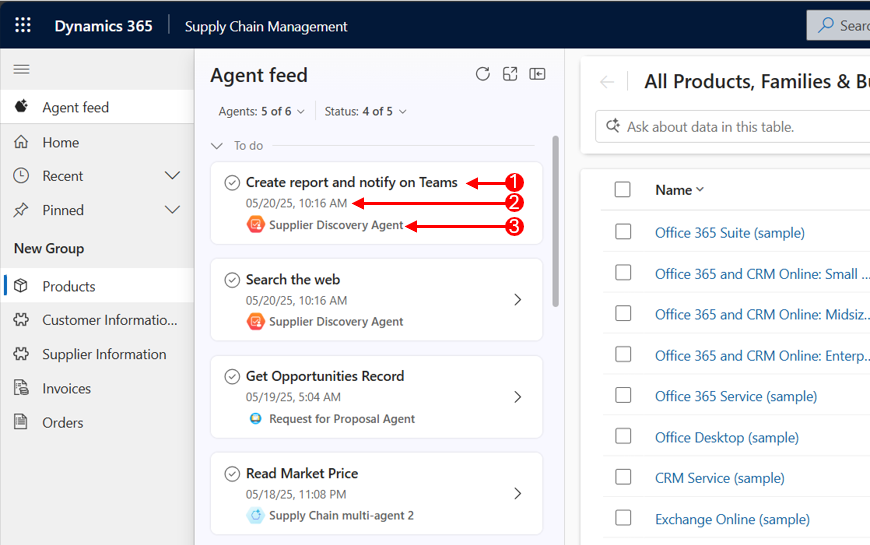 Dynamics 365 Supply Chain Management Sear
Agent feed
Home
Recent
Pinned
New Group
Products
Customer Informatio...
Supplier Information
Invoices
Orders
Agent feed
Agents: 5 of 6 Status: 4 of 5
To do
Create report and notify on Teams 1
05/20/25, 10:16 AM 2
Supplier Discovery Agent 3
Search the web
05/20/25, 10:16 AM
Supplier Discovery Agent
Get Opportunities Record
05/19/25, 5:04 AM
Request for Proposal Agent
Read Market Price
05/18/25, 11:08 PM
Supply Chain multi-agent 2
All Products, Families & Bu
Ask about data in this table.
Name
Office 365 Suite (sample)
Office 365 and CRM Online: Small ...
Office 365 and CRM Online: Midsiz...
Office 365 and CRM Online: Enterp...
Office 365 Service (sample)
Office Desktop (sample)
CRM Service (sample)
Exchange Online (sample)